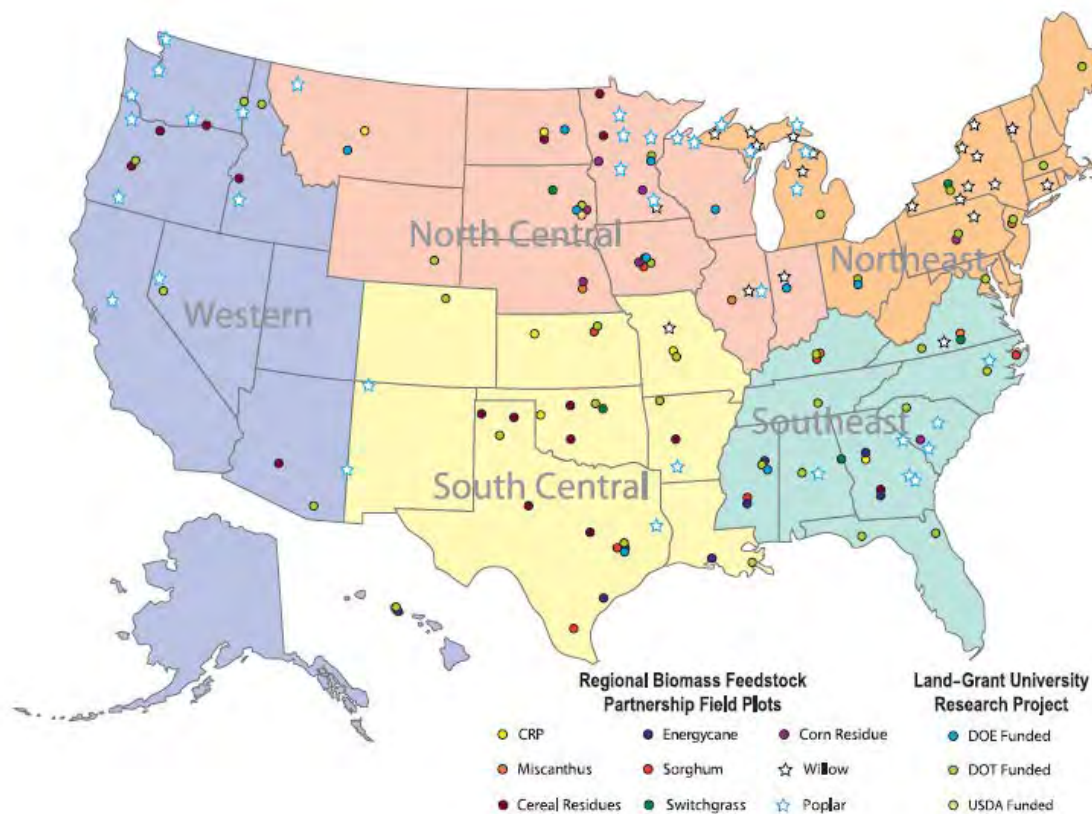 North Central
Northeast
Western
Southeast
South Central
Regional Biomass Feedstock
Partnership Field Plots
Land-Grant University
Research Project
CRP
Energycane
Corn Residue
DOE Funded
Miscanthus
Sorghum
Willow
DOT Funded
Cereal Residues
Switchgrass
Poplar
USDA Funded